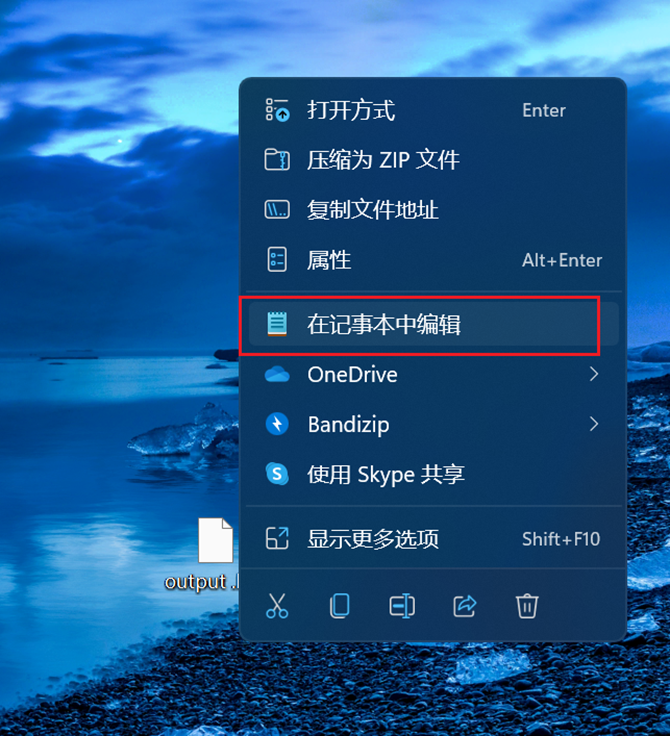 打开方式 Enter
压缩为 ZIP 文件
复制文件地址
属性 Alt+Enter
在记事本中编辑
OneDrive
Bandizip
使用 Skype 共享
output .
显示更多选项 Shift+F10